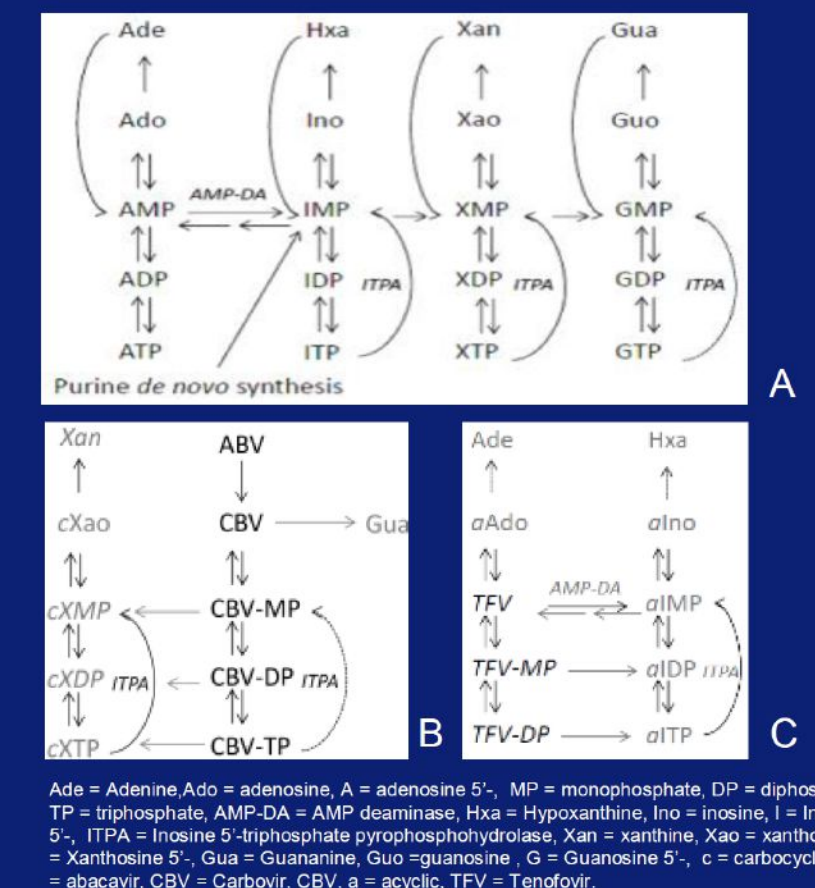 Ade Hxa Xan Gua
Ado Ino Xao Guo
AMP AMP-DA IMP XMP GMP
ADP IDP ITPA XDP ITPA GDP ITPA
ATP ITP XTP GTP
Purine de novo synthesis
A
Xan ABV
cXao CBV Gua
cXMP CBV-MP
cXDP ITPA CBV-DP ITPA
cXTP CBV-TP
B
Ade Hxa
aAdo aIno
TFV AMP-DA aIMP
TFV-MP aIDP ITPA
TFV-DP aITP
C
Ade = Adenine,Ado = adenosine, A = adenosine 5'-, MP = monophosphate, DP = diphos
TP = triphosphate, AMP-DA = AMP deaminase, Hxa = Hypoxanthine, Ino = inosine, I = In
5'-, ITPA = Inosine 5'-triphosphate pyrophosphohydrolase, Xan = xanthine, Xao = xantho
= Xanthosine 5'-, Gua = Guananine, Guo =guanosine , G = Guanosine 5'-, c = carbocycl
= abacavir, CBV = Carbovir, CBV, a = acyclic, TFV = Tenofovir.